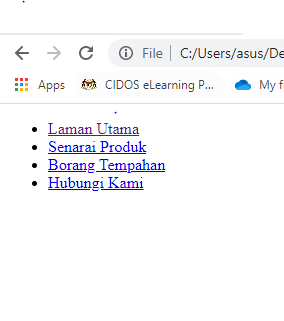 File | C:/Users/asus/De
Apps CIDOS eLearning P... My f
Laman Utama
Senarai Produk
Borang Tempahan
Hubungi Kami